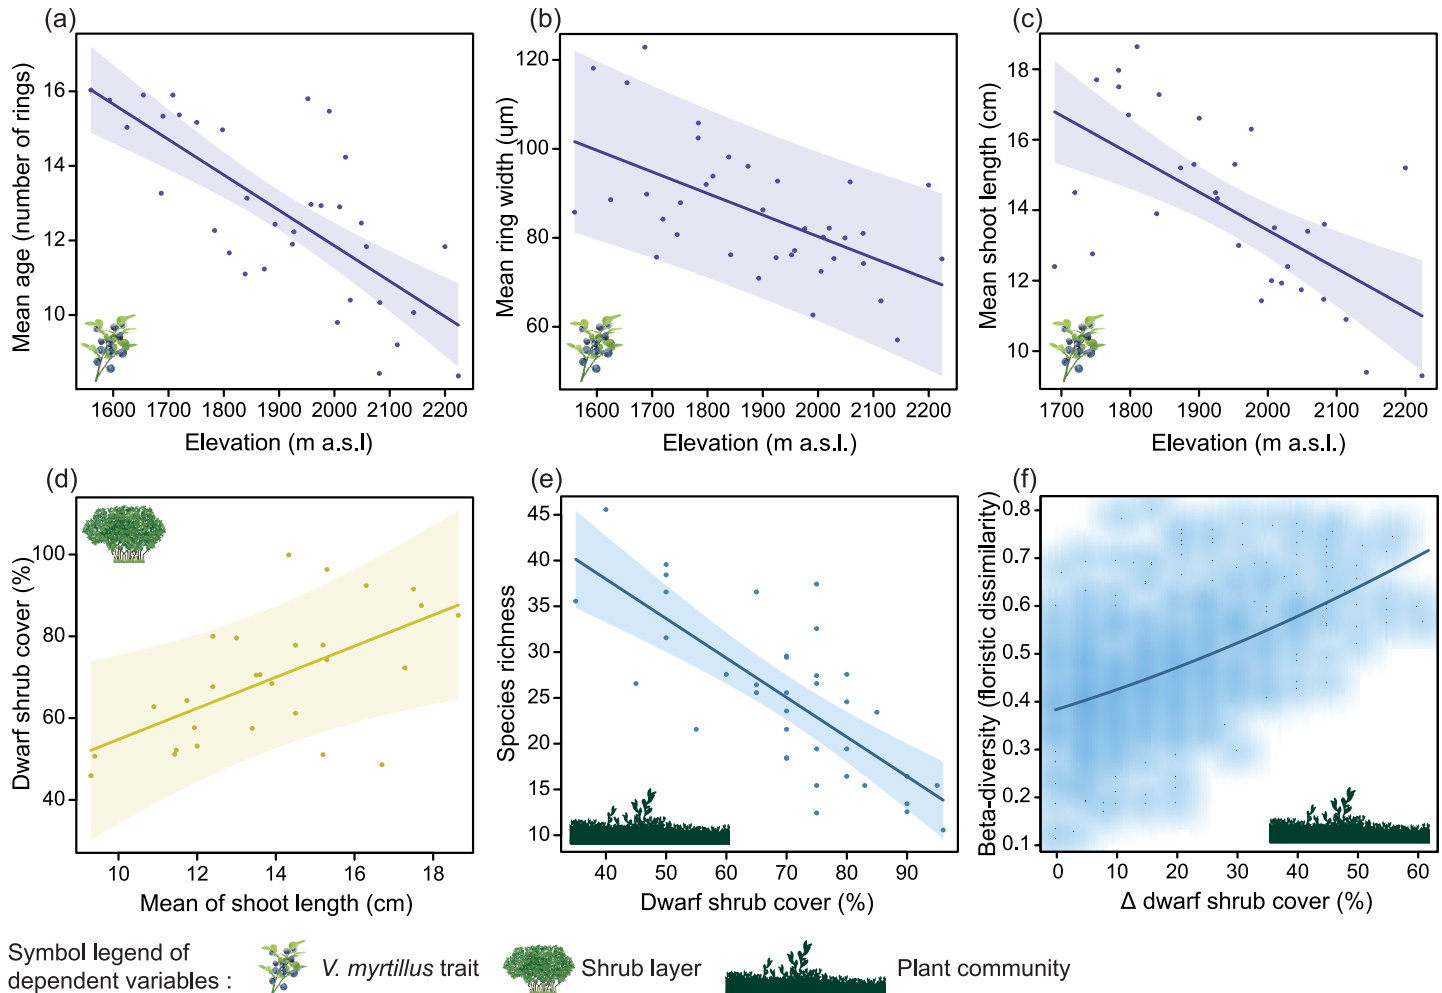 (a)
Mean age (number of rings)
16
14
12
10
1600 1700 1800 1900 2000 2100 2200
Elevation (m a.s.l)
(b)
Mean ring width (μm)
120
100
80
60
1600 1700 1800 1900 2000 2100 2200
Elevation (m a.s.l.)
(c)
Mean shoot length (cm)
18
16
14
12
10
1700 1800 1900 2000 2100 2200
Elevation (m a.s.l.)
(d)
Dwarf shrub cover (%)
100
80
60
40
10 12 14 16 18
Mean of shoot length (cm)
(e)
Species richness
45
40
35
30
25
20
15
10
40 50 60 70 80 90
Dwarf shrub cover (%)
(f)
Beta-diversity (floristic dissimilarity)
0.8
0.7
0.6
0.5
0.4
0.3
0.2
0.1
0 10 20 30 40 50 60
Δ dwarf shrub cover (%)
Symbol legend of
dependent variables :
V. myrtillus trait
Shrub layer
Plant community